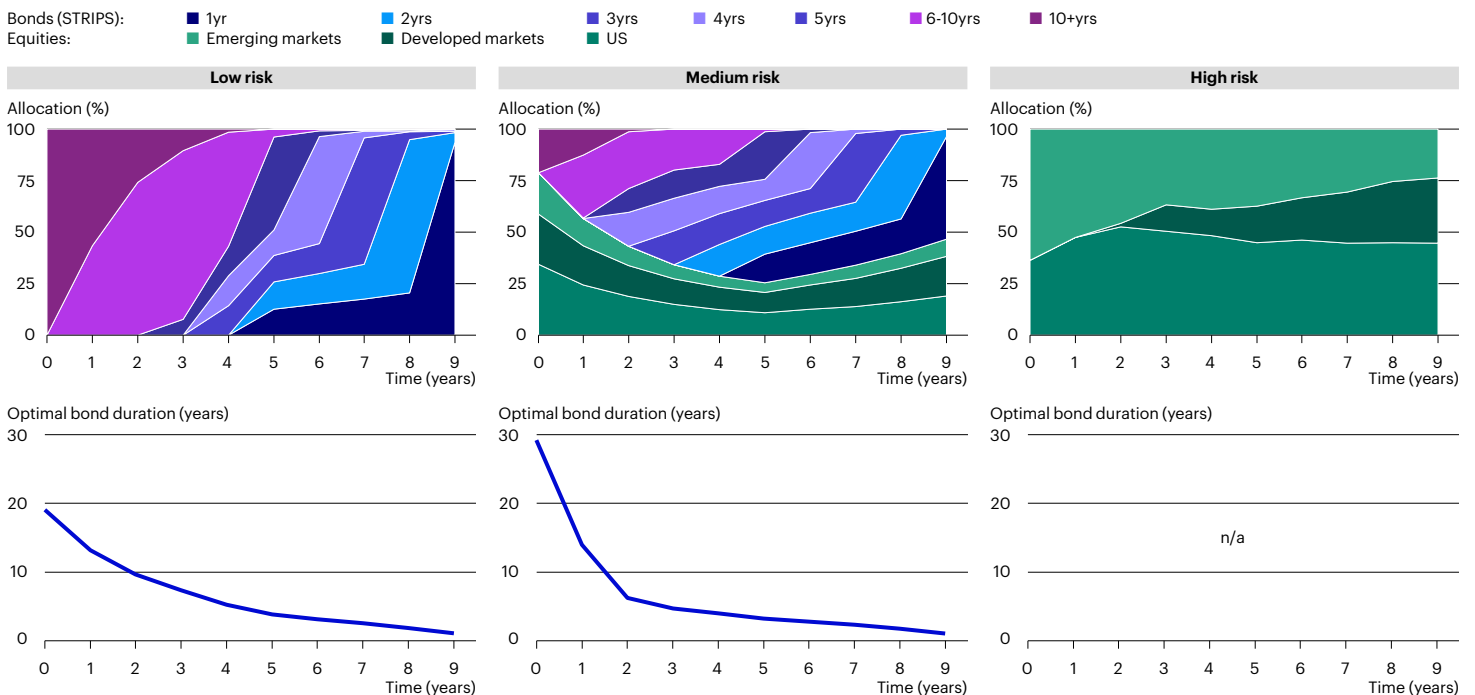 Bonds (STRIPS): 1yr 2yrs 3yrs 4yrs 5yrs 6-10yrs 10+yrs
Equities: Emerging markets Developed markets US
Low risk Medium risk High risk
Allocation (%) Allocation (%) Allocation (%)
100 100 100
75 75 75
50 50 50
25 25 25
0 0 0
0 1 2 3 4 5 6 7 8 9 0 1 2 3 4 5 6 7 8 9 0 1 2 3 4 5 6 7 8 9
Time (years) Time (years) Time (years)
Optimal bond duration (years) Optimal bond duration (years) Optimal bond duration (years)
30 30 30
20 20 20
n/a
10 10 10
0 0 0
0 1 2 3 4 5 6 7 8 9 0 1 2 3 4 5 6 7 8 9 0 1 2 3 4 5 6 7 8 9
Time (years) Time (years) Time (years)